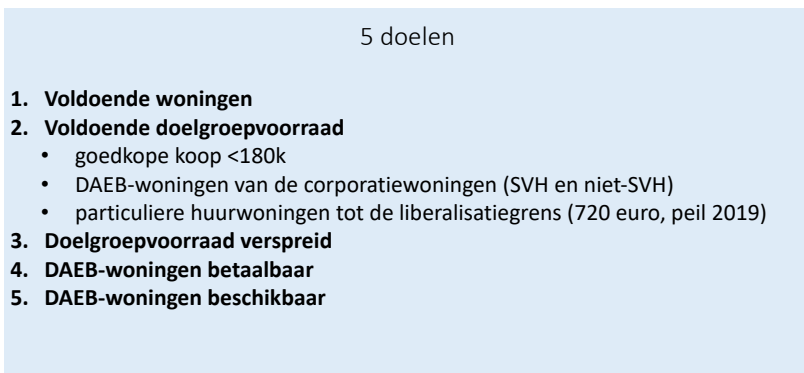 5 doelen
1. Voldoende woningen
2. Voldoende doelgroepvoorraad
• goedkope koop <180k
• DAEB-woningen van de corporatiewoningen (SVH en niet-SVH)
• particuliere huurwoningen tot de liberalisatiegrens (720 euro, peil 2019)
3. Doelgroepvoorraad verspreid
4. DAEB-woningen betaalbaar
5. DAEB-woningen beschikbaar